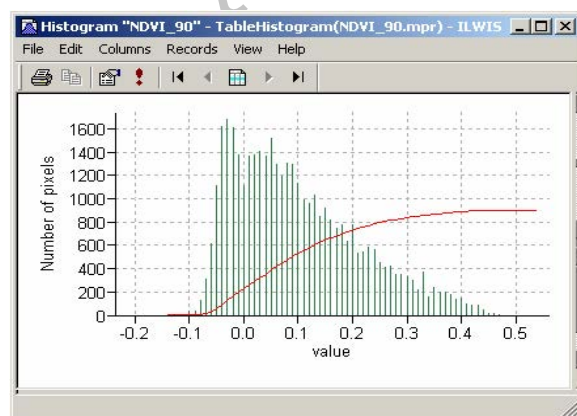 Histogram "NDVI_90" - TableHistogram(NDVI_90.mpr) - ILWIS
File Edit Columns Records View Help
1600
1400
1200
1000
800
600
400
200
0
Number of pixels
-0.2 -0.1 0.0 0.1 0.2 0.3 0.4 0.5
value